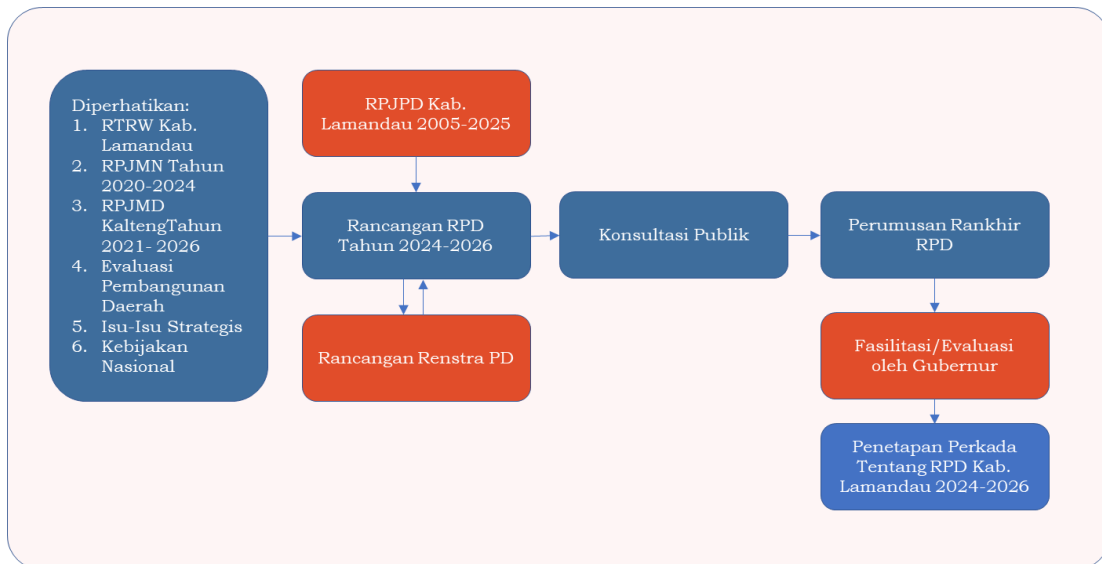 Diperhatikan:
1. RTRW Kab.
Lamandau
2. RPJMN Tahun
2020-2024
3. RPJMD
KaltengTahun
2021- 2026
4. Evaluasi
Pembangunan
Daerah
5. Isu-Isu Strategis
6. Kebijakan
Nasional
RPJPD Kab.
Lamandau 2005-2025
Rancangan RPD
Tahun 2024-2026
Rancangan Renstra PD
Konsultasi Publik
Perumusan Rankhir
RPD
Fasilitasi/Evaluasi
oleh Gubernur
Penetapan Perkada
Tentang RPD Kab.
Lamandau 2024-2026